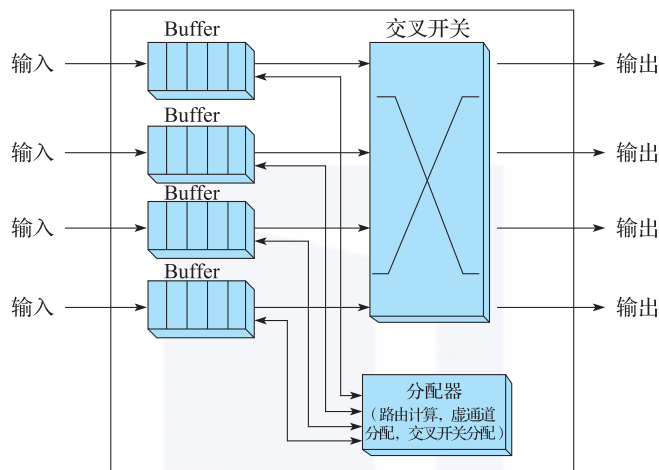 Buffer
交叉开关
输入
输出
Buffer
输入
输出
Buffer
输入
输出
Buffer
输入
输出
分配器
（路由计算，虚通道
分配，交叉开关分配）